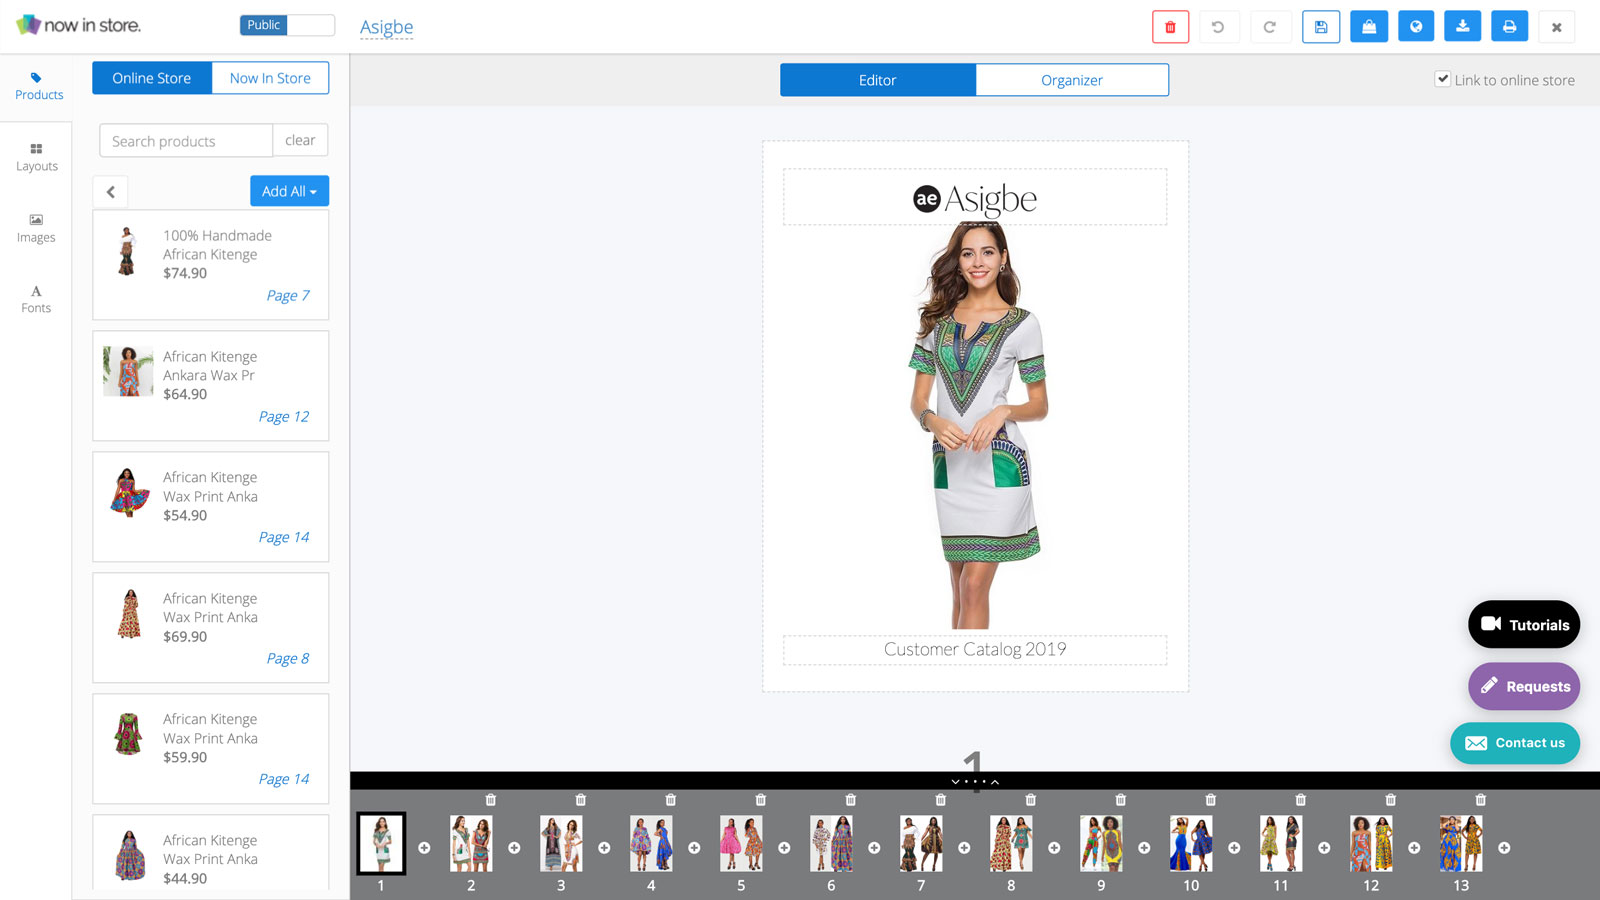 now in store.
Public
Asigbe
Products
Layouts
Images
Fonts
Online Store
Now In Store
Search products
clear
Add All
100% Handmade
African Kitenge
$74.90
Page 7
African Kitenge
Ankara Wax Pr
$64.90
Page 12
African Kitenge
Wax Print Anka
$54.90
Page 14
African Kitenge
Wax Print Anka
$69.90
Page 8
African Kitenge
Wax Print Anka
$59.90
Page 14
African Kitenge
Wax Print Anka
$44.90
Editor
Organizer
Link to online store
ae Asigbe
Customer Catalog 2019
Tutorials
Requests
Contact us
1
1 2 3 4 5 6 7 8 9 10 11 12 13